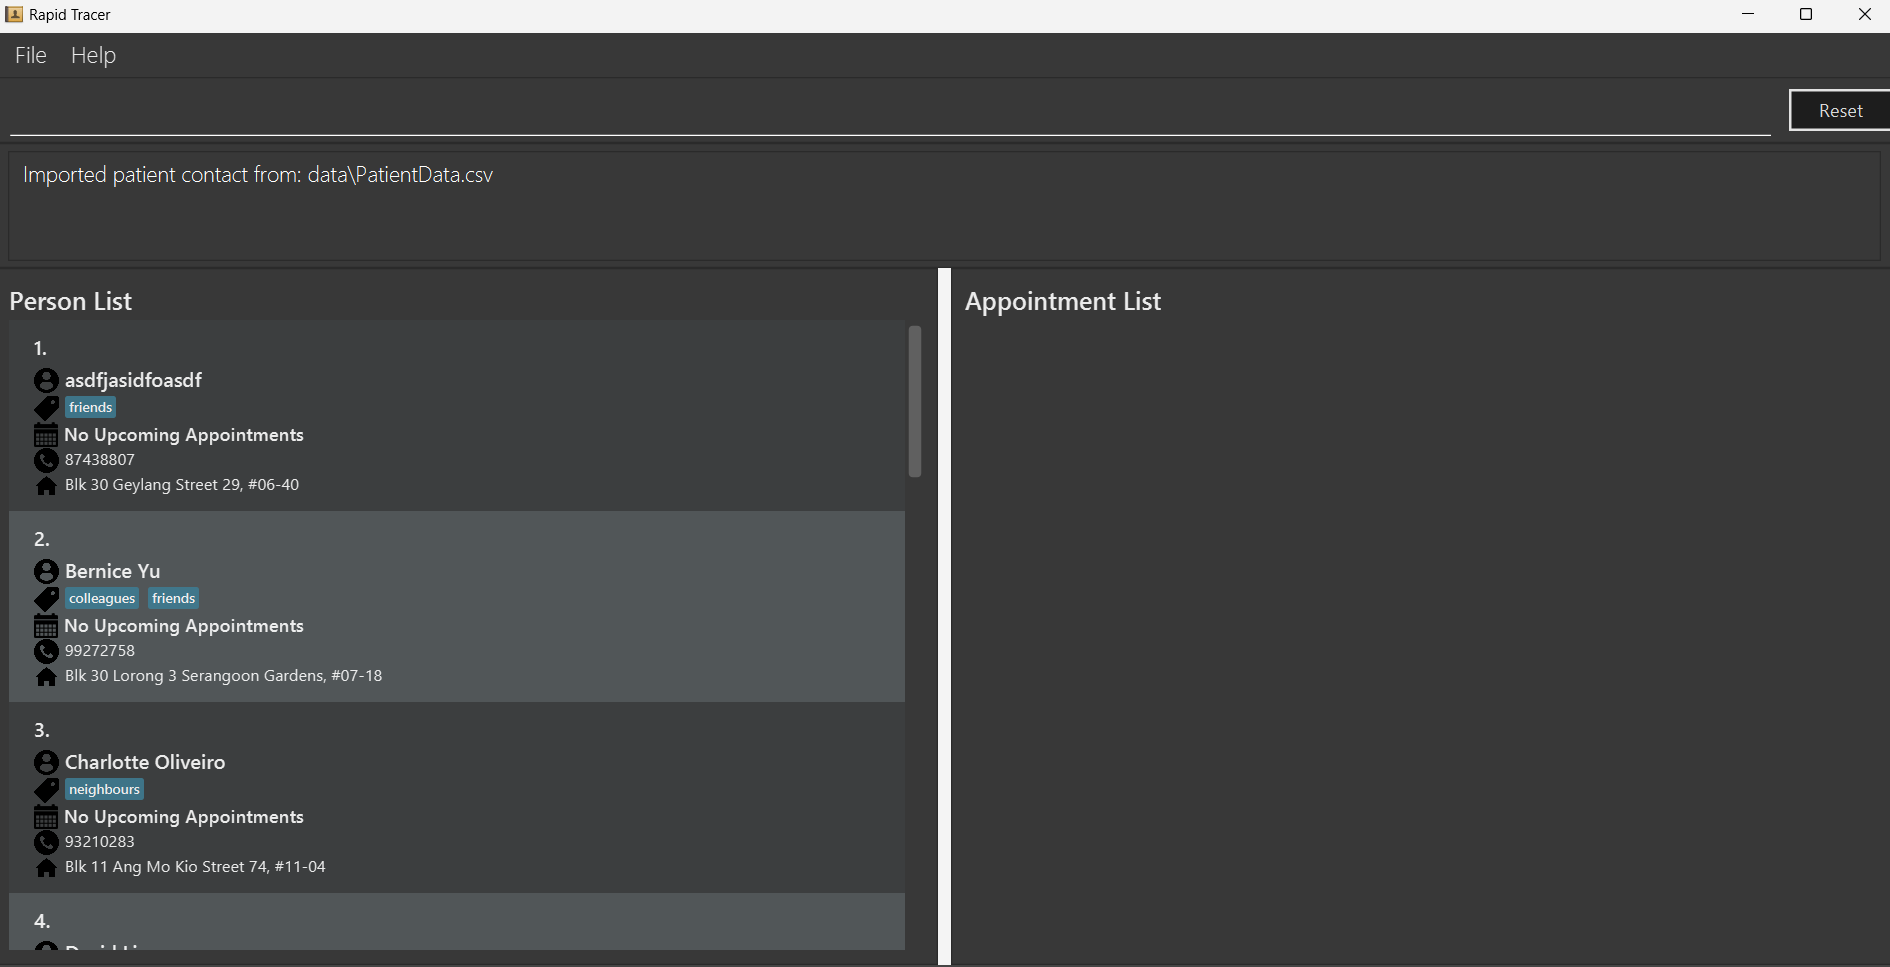 Rapid Tracer
File Help
Reset
Imported patient contact from: data\PatientData.csv
Person List
1.
asdfjasidfoasdf
friends
No Upcoming Appointments
87438807
Blk 30 Geylang Street 29, #06-40
2.
Bernice Yu
colleagues friends
No Upcoming Appointments
99272758
Blk 30 Lorong 3 Serangoon Gardens, #07-18
3.
Charlotte Oliveiro
neighbours
No Upcoming Appointments
93210283
Blk 11 Ang Mo Kio Street 74, #11-04
4.
Appointment List